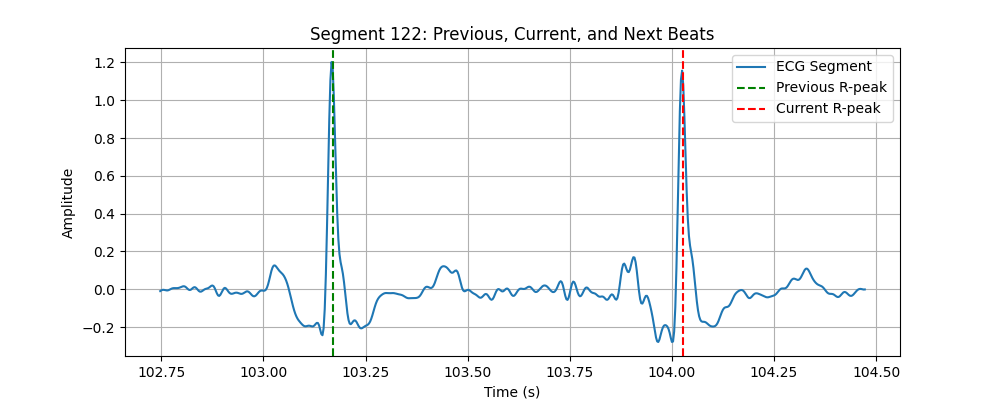 Segment 122: Previous, Current, and Next Beats
ECG Segment
Previous R-peak
Current R-peak
Amplitude
1.2
1.0
0.8
0.6
0.4
0.2
0.0
−0.2
102.75 103.00 103.25 103.50 103.75 104.00 104.25 104.50
Time (s)